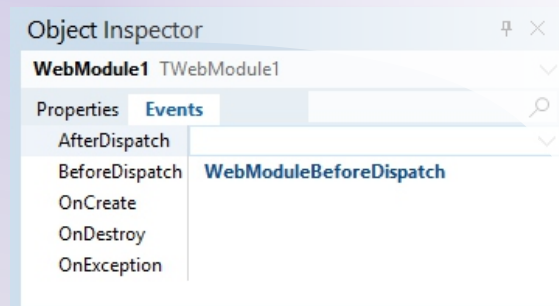 Object Inspector
WebModule1 TWebModule1
Properties Events
AfterDispatch
BeforeDispatch WebModuleBeforeDispatch
OnCreate
OnDestroy
OnException